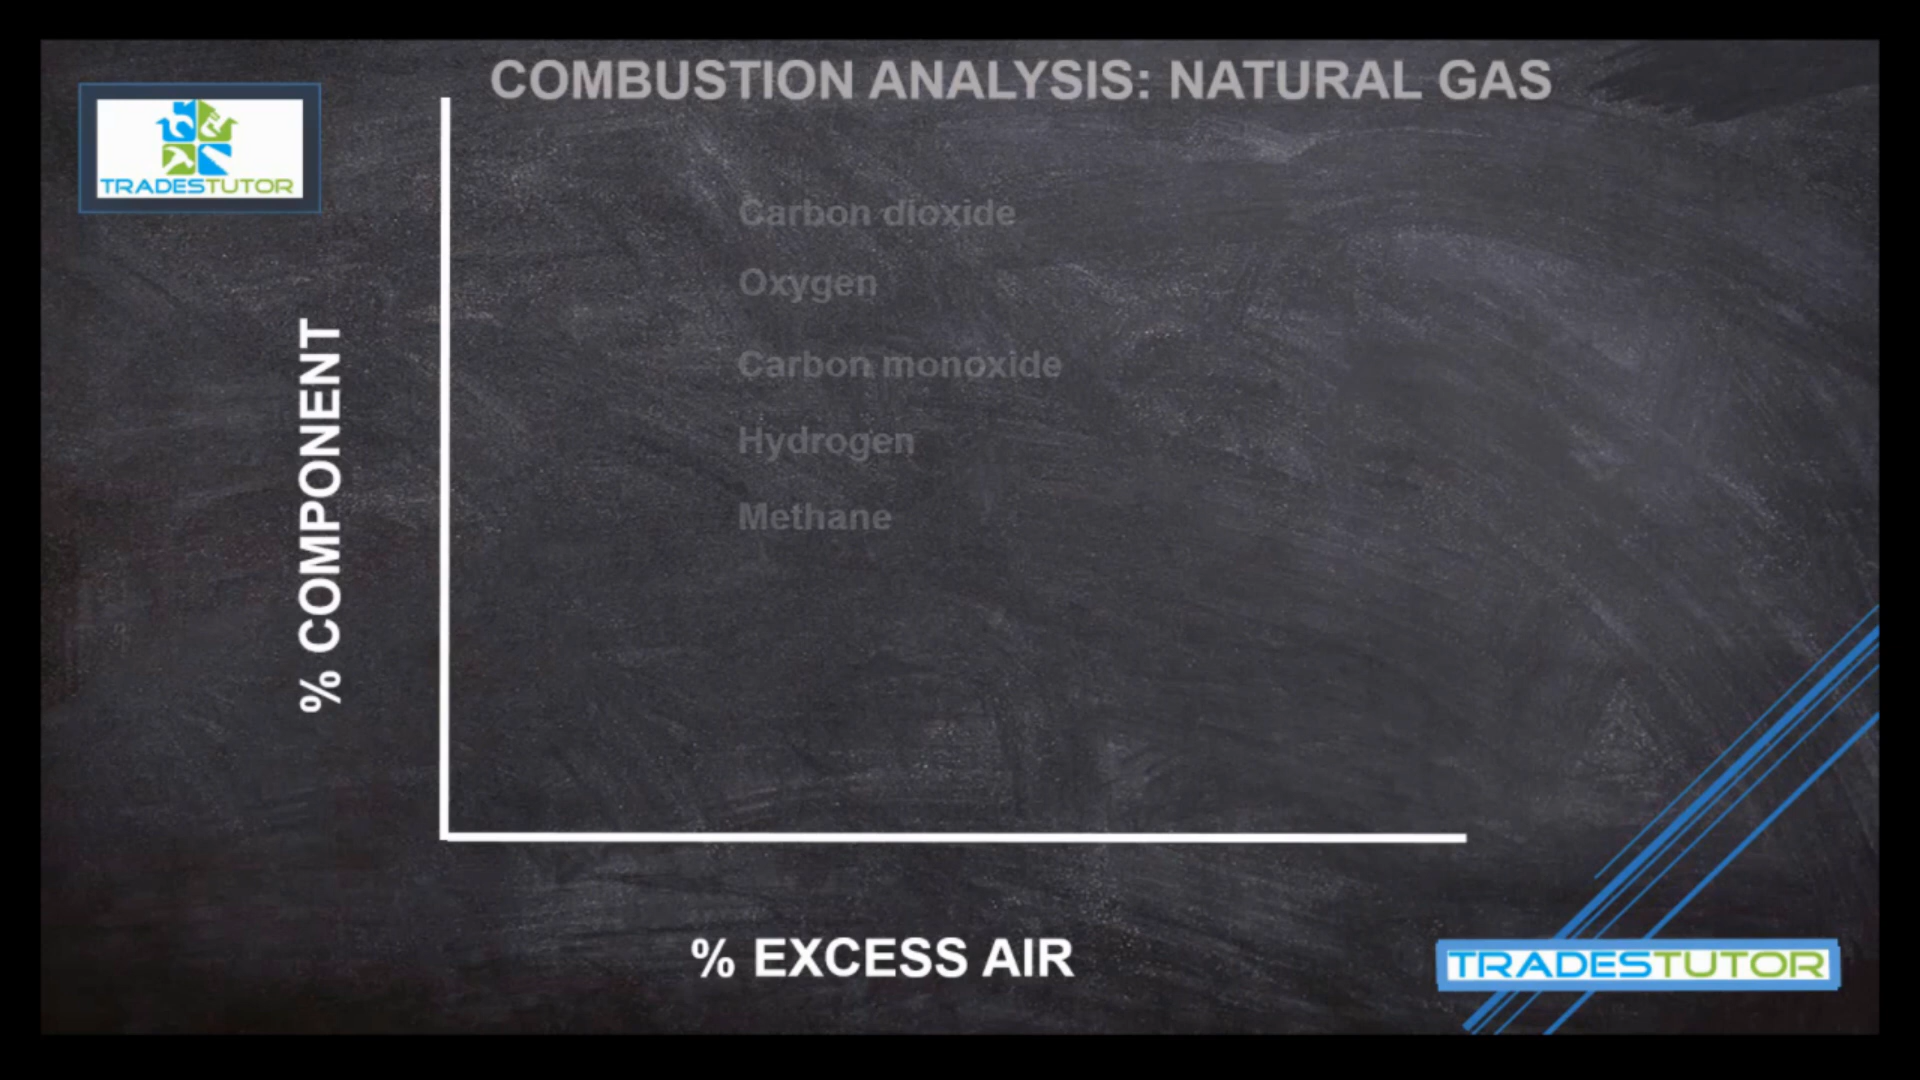 COMBUSTION ANALYSIS: NATURAL GAS
TRADESTUTOR
Carbon dioxide
Oxygen
Carbon monoxide
Hydrogen
Methane
% COMPONENT
% EXCESS AIR
TRADESTUTOR